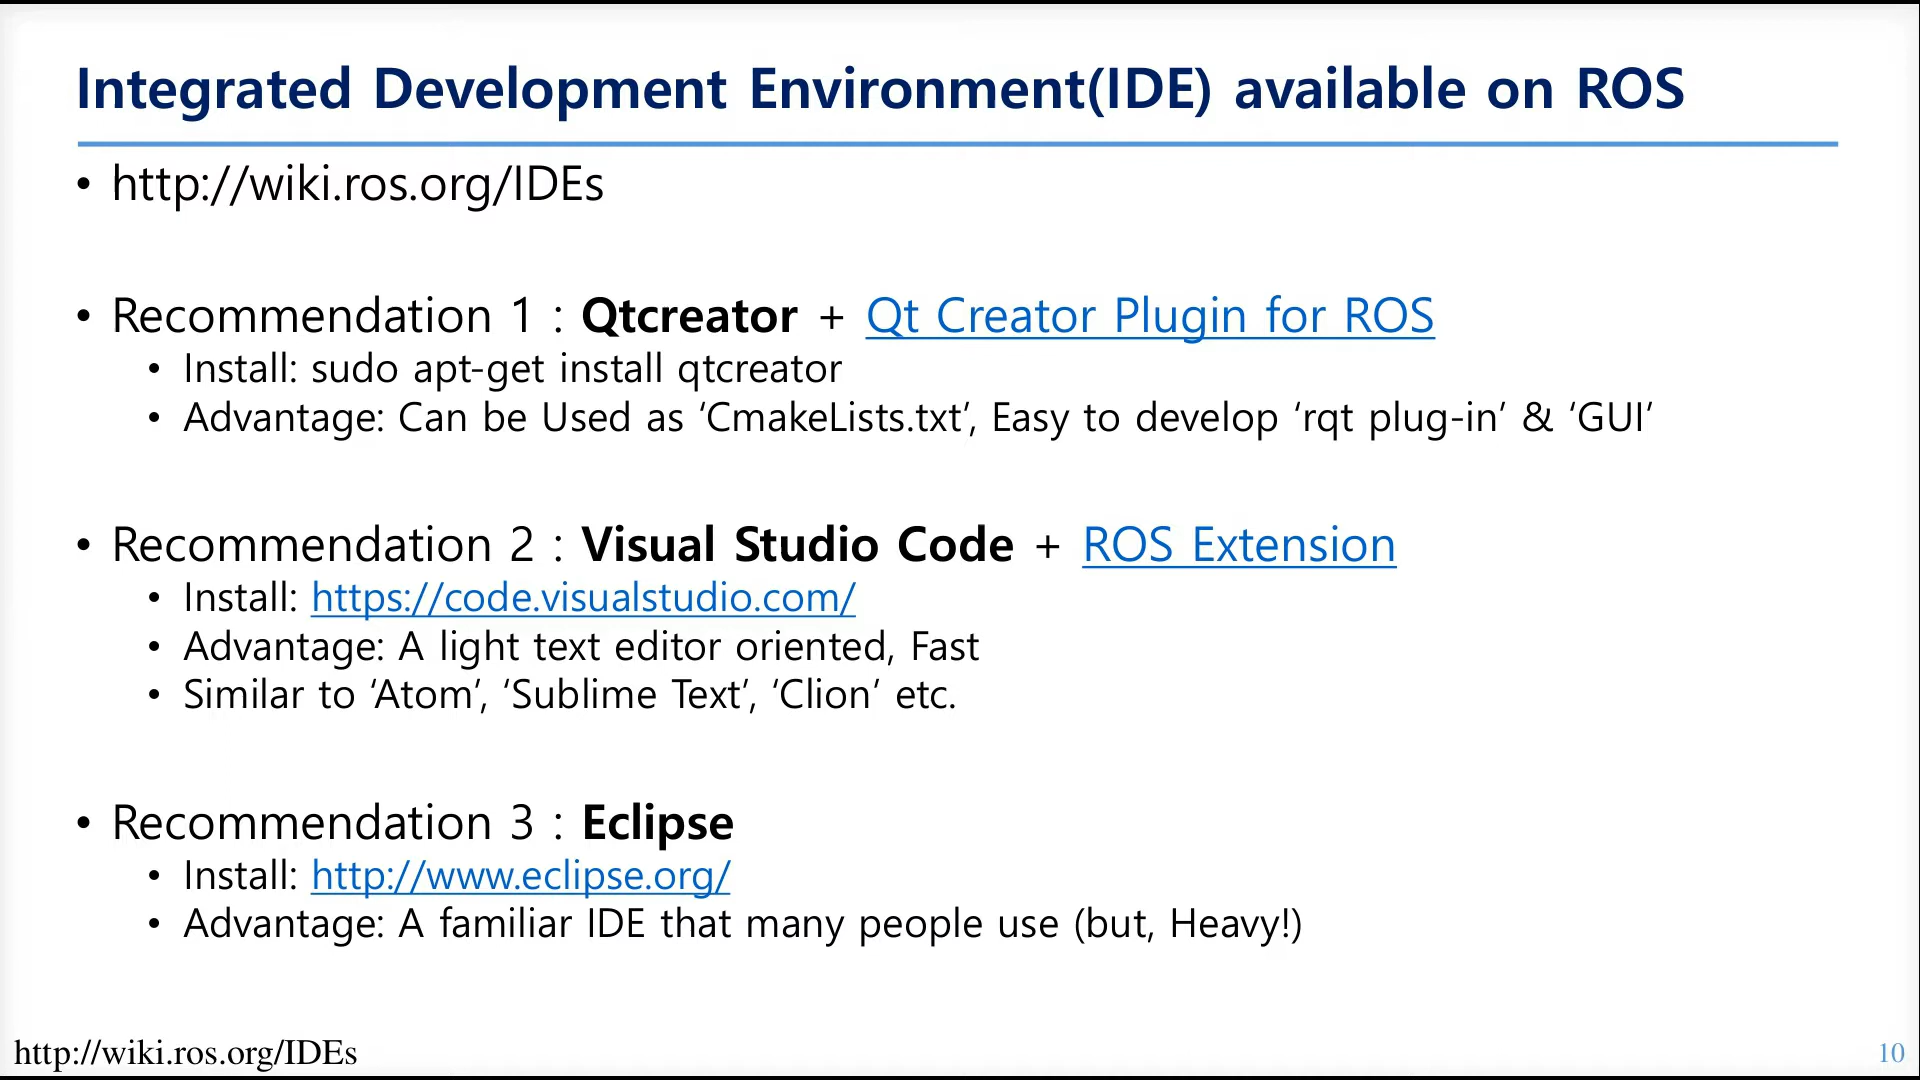 Integrated Development Environment(IDE) available on ROS
• http://wiki.ros.org/IDEs
• Recommendation 1 : Qtcreator + Qt Creator Plugin for ROS
• Install: sudo apt-get install qtcreator
• Advantage: Can be Used as ‘CmakeLists.txt’, Easy to develop ‘rqt plug-in’ & ‘GUI’
• Recommendation 2 : Visual Studio Code + ROS Extension
• Install: https://code.visualstudio.com/
• Advantage: A light text editor oriented, Fast
• Similar to ‘Atom’, ‘Sublime Text’, ‘Clion’ etc.
• Recommendation 3 : Eclipse
• Install: http://www.eclipse.org/
• Advantage: A familiar IDE that many people use (but, Heavy!)
http://wiki.ros.org/IDEs
10